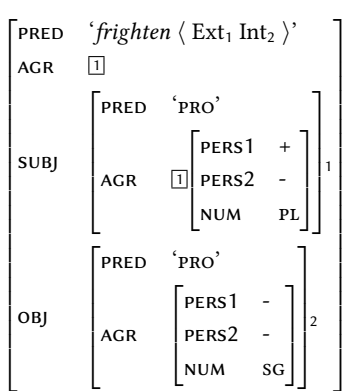 PRED ‘frighten ⟨ Ext₁ Int₂ ⟩’
AGR 1
PRED ‘PRO’
PERS1 +
SUBJ AGR 1 PERS2 - 1
NUM PL
PRED ‘PRO’
PERS1 -
OBJ AGR PERS2 - 2
NUM SG